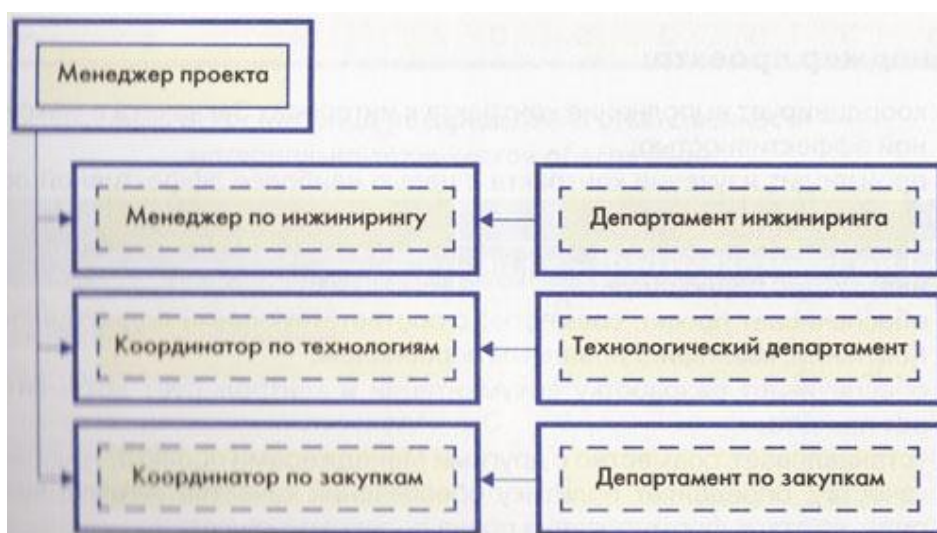 Менеджер проекта
Менеджер по инжинирингу
Департамент инжиниринга
Координатор по технологиям
Технологический департамент
Координатор по закупкам
Департамент по закупкам